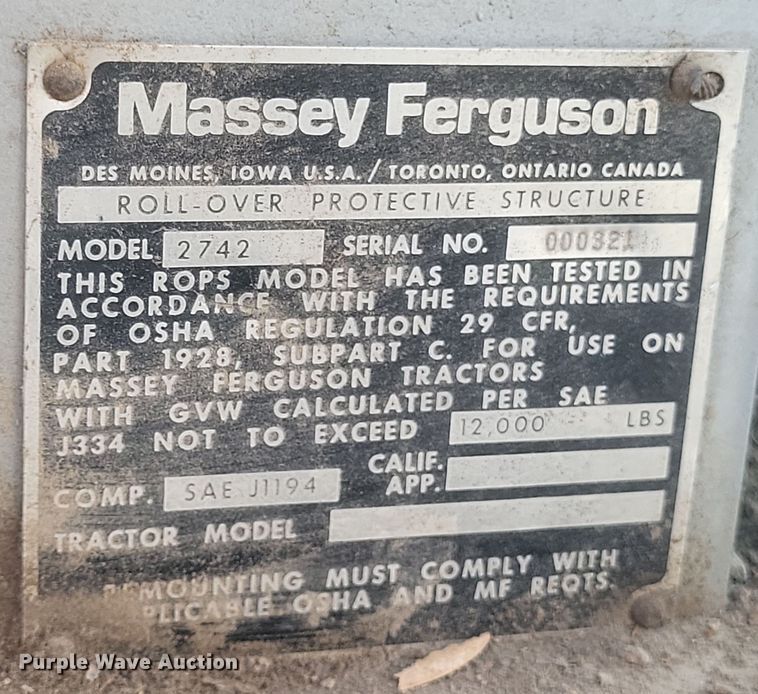 Massey Ferguson
DES MOINES, IOWA U.S.A./TORONTO, ONTARIO CANADA
ROLL-OVER PROTECTIVE STRUCTURE
MODEL 2742 SERIAL NO. 000321
THIS ROPS MODEL HAS BEEN TESTED IN
ACCORDANCE WITH THE REQUIREMENTS
OF OSHA REGULATION 29 CFR,
PART 1928, SUBPART C. FOR USE ON
MASSEY FERGUSON TRACTORS
WITH GVW CALCULATED PER SAE
J334 NOT TO EXCEED 12,000 LBS
COMP. SAE J1194 CALIF. APP.
TRACTOR MODEL
MUST COMPLY WITH
OSHA AND MF REQTS.
Purple Wave Auction